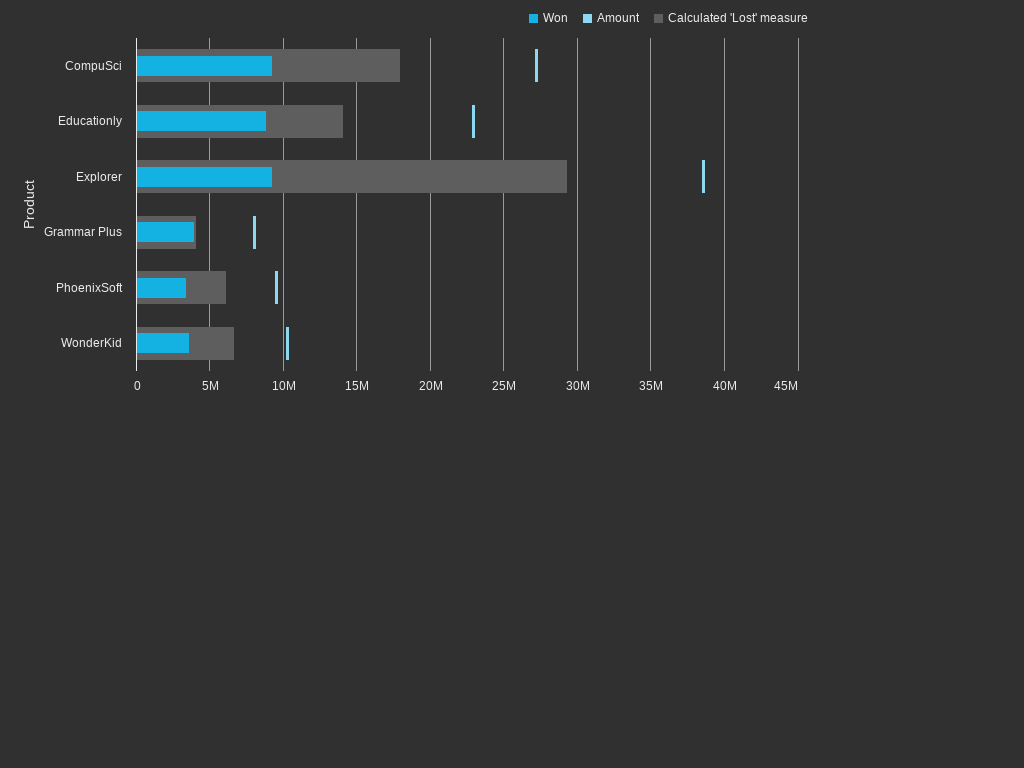 Won Amount Calculated 'Lost' measure
Product
CompuSci
Educationly
Explorer
Grammar Plus
PhoenixSoft
WonderKid
0 5M 10M 15M 20M 25M 30M 35M 40M 45M